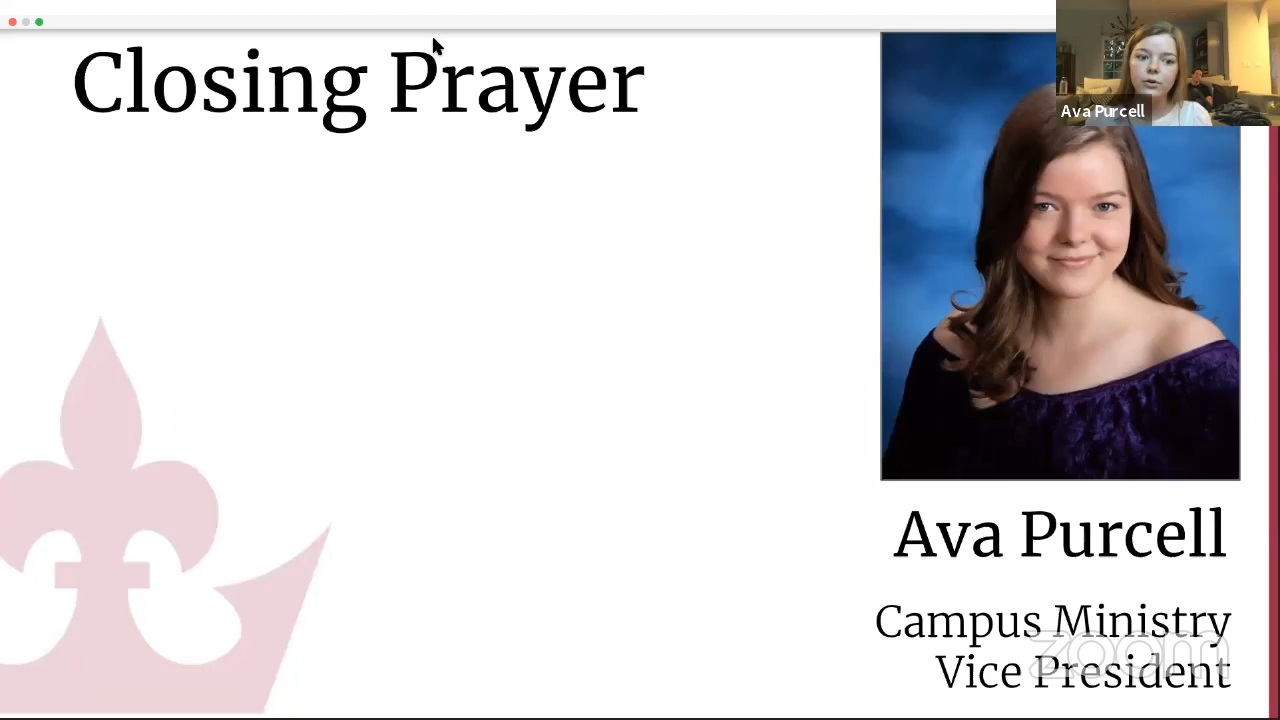 Closing Prayer
Ava Purcell
Ava Purcell
Campus Ministry
Vice President
zoom